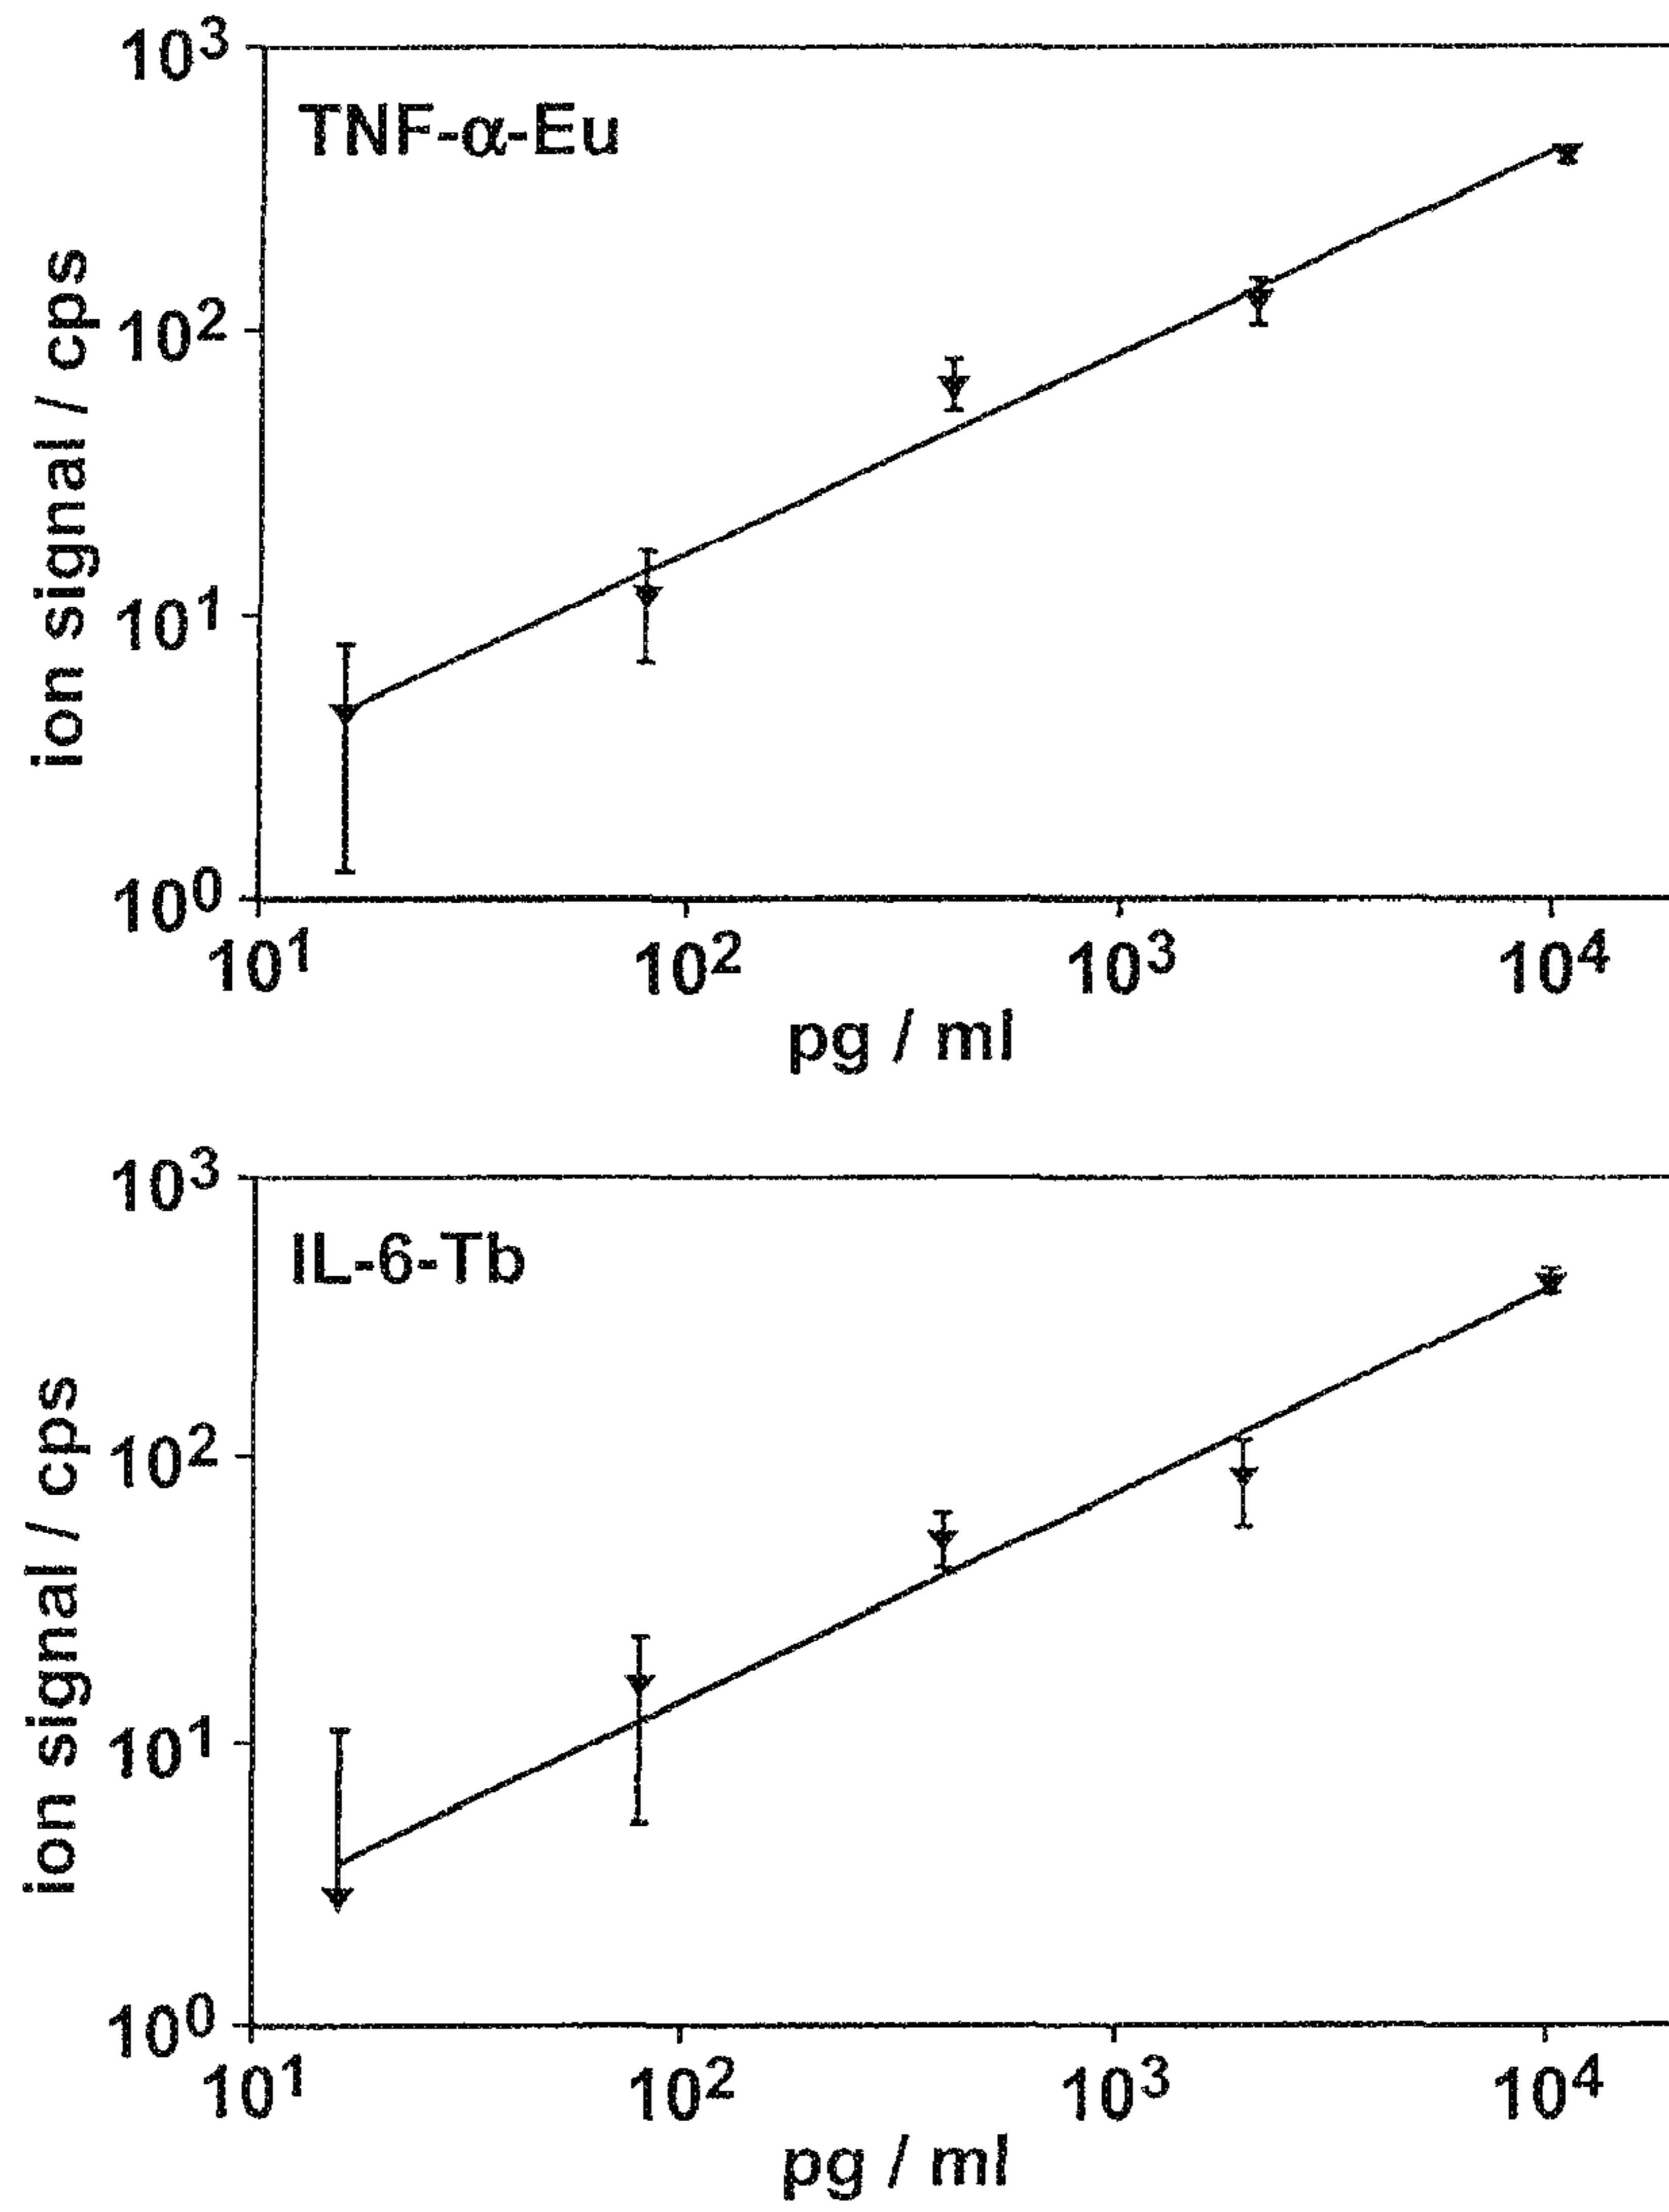 10³
TNF-α-Eu
10²
10¹
10⁰
ion signal / cps
10¹ 10² 10³ 10⁴
pg / ml
10³
IL-6-Tb
10²
10¹
10⁰
ion signal / cps
10¹ 10² 10³ 10⁴
pg / ml